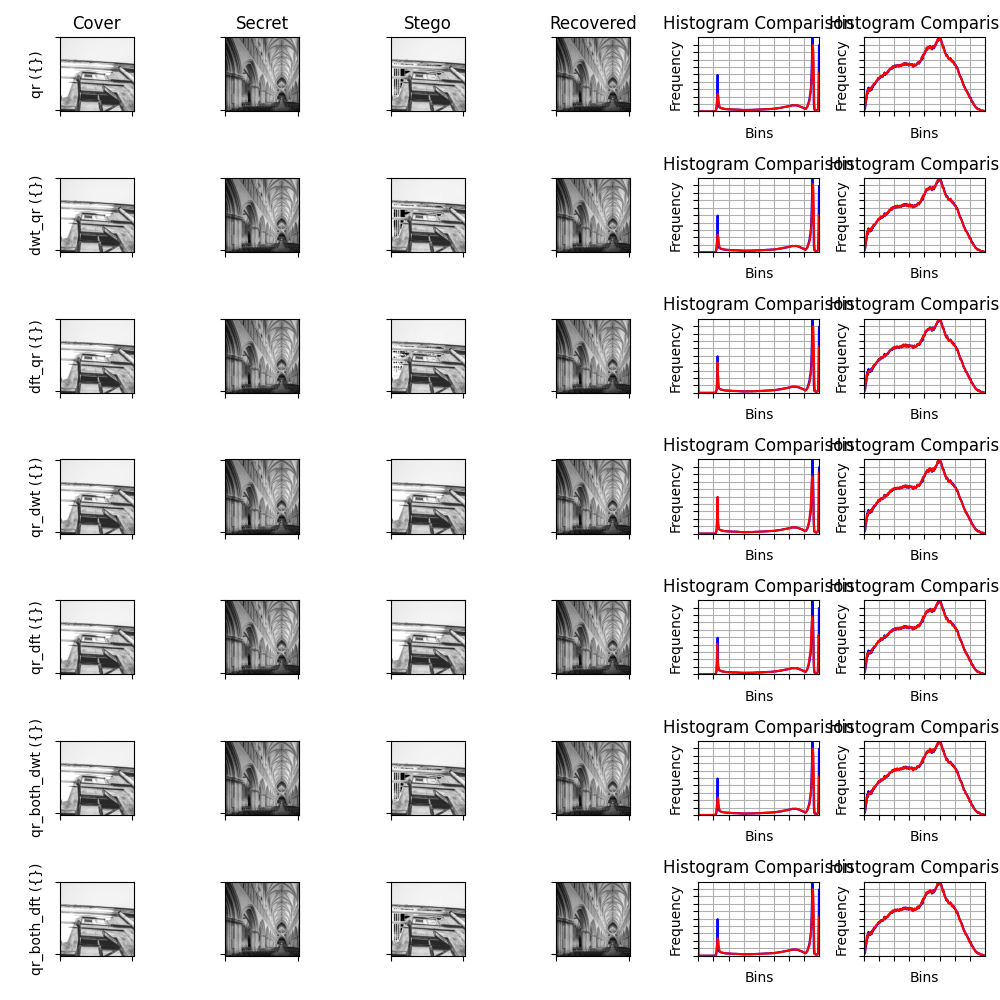 Cover Secret Stego Recovered Histogram Comparison Histogram Comparis
qr ({}) Frequency Frequency
Bins Bins
Histogram Comparison Histogram Comparis
dwt_qr ({}) Frequency Frequency
Bins Bins
Histogram Comparison Histogram Comparis
dft_qr ({}) Frequency Frequency
Bins Bins
Histogram Comparison Histogram Comparis
qr_dwt ({}) Frequency Frequency
Bins Bins
Histogram Comparison Histogram Comparis
qr_dft ({}) Frequency Frequency
Bins Bins
Histogram Comparison Histogram Comparis
qr_both_dwt ({}) Frequency Frequency
Bins Bins
Histogram Comparison Histogram Comparis
qr_both_dft ({}) Frequency Frequency
Bins Bins